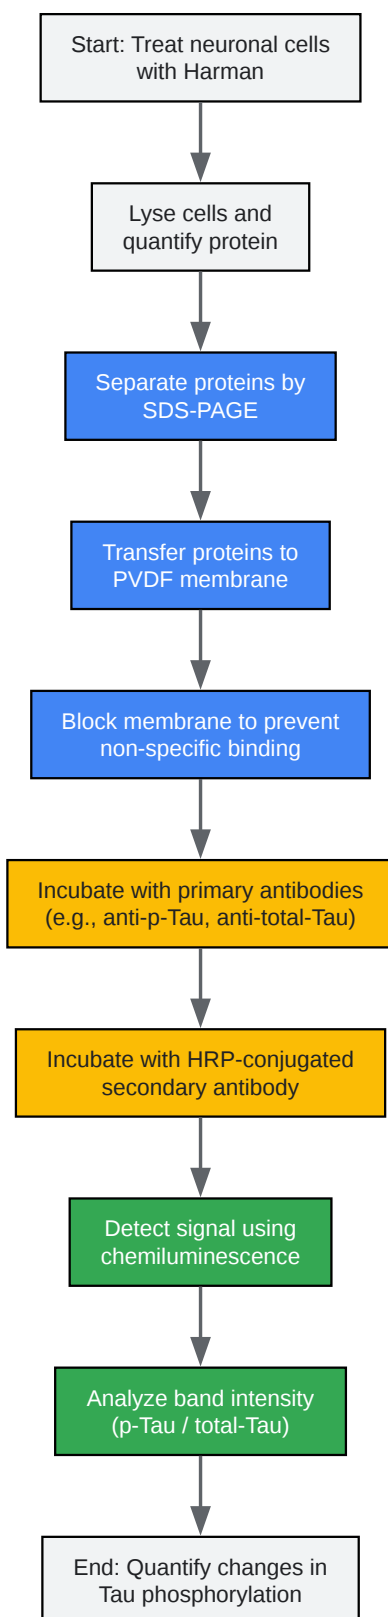 Start: Treat neuronal cells
with Harman
Lyse cells and
quantify protein
Separate proteins by
SDS-PAGE
Transfer proteins to
PVDF membrane
Block membrane to prevent
non-specific binding
Incubate with primary antibodies
(e.g., anti-p-Tau, anti-total-Tau)
Incubate with HRP-conjugated
secondary antibody
Detect signal using
chemiluminescence
Analyze band intensity
(p-Tau / total-Tau)
End: Quantify changes in
Tau phosphorylation